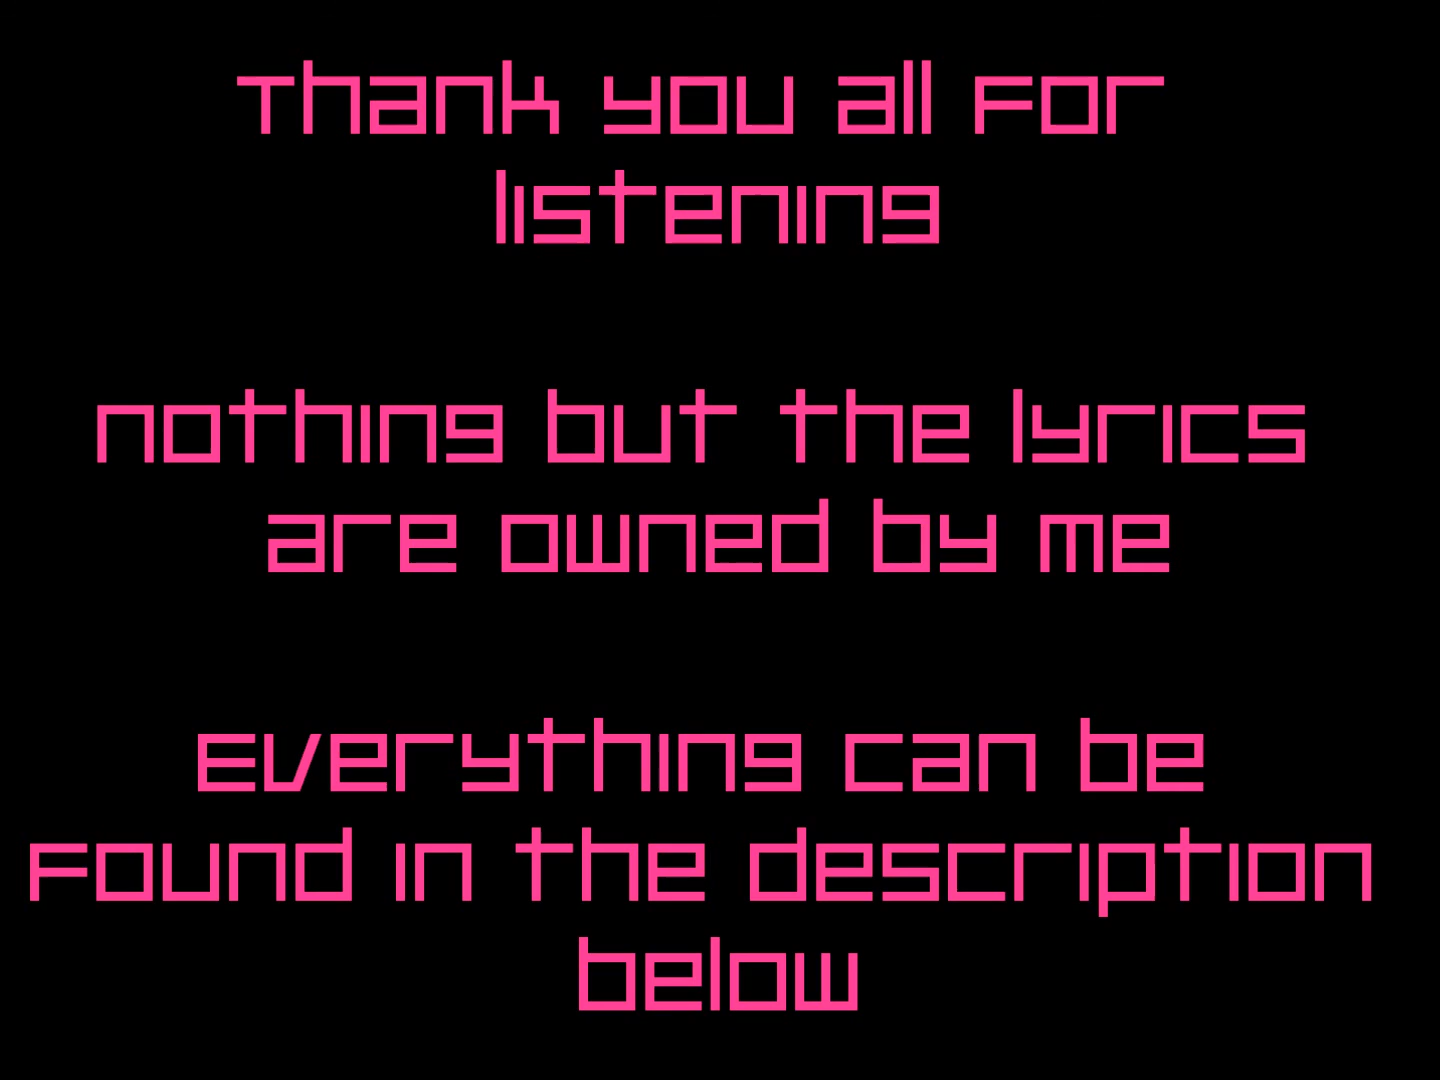 Thank you all for
listening
nothing but the lyrics
are owned by me
Everything can be
found in the description
below